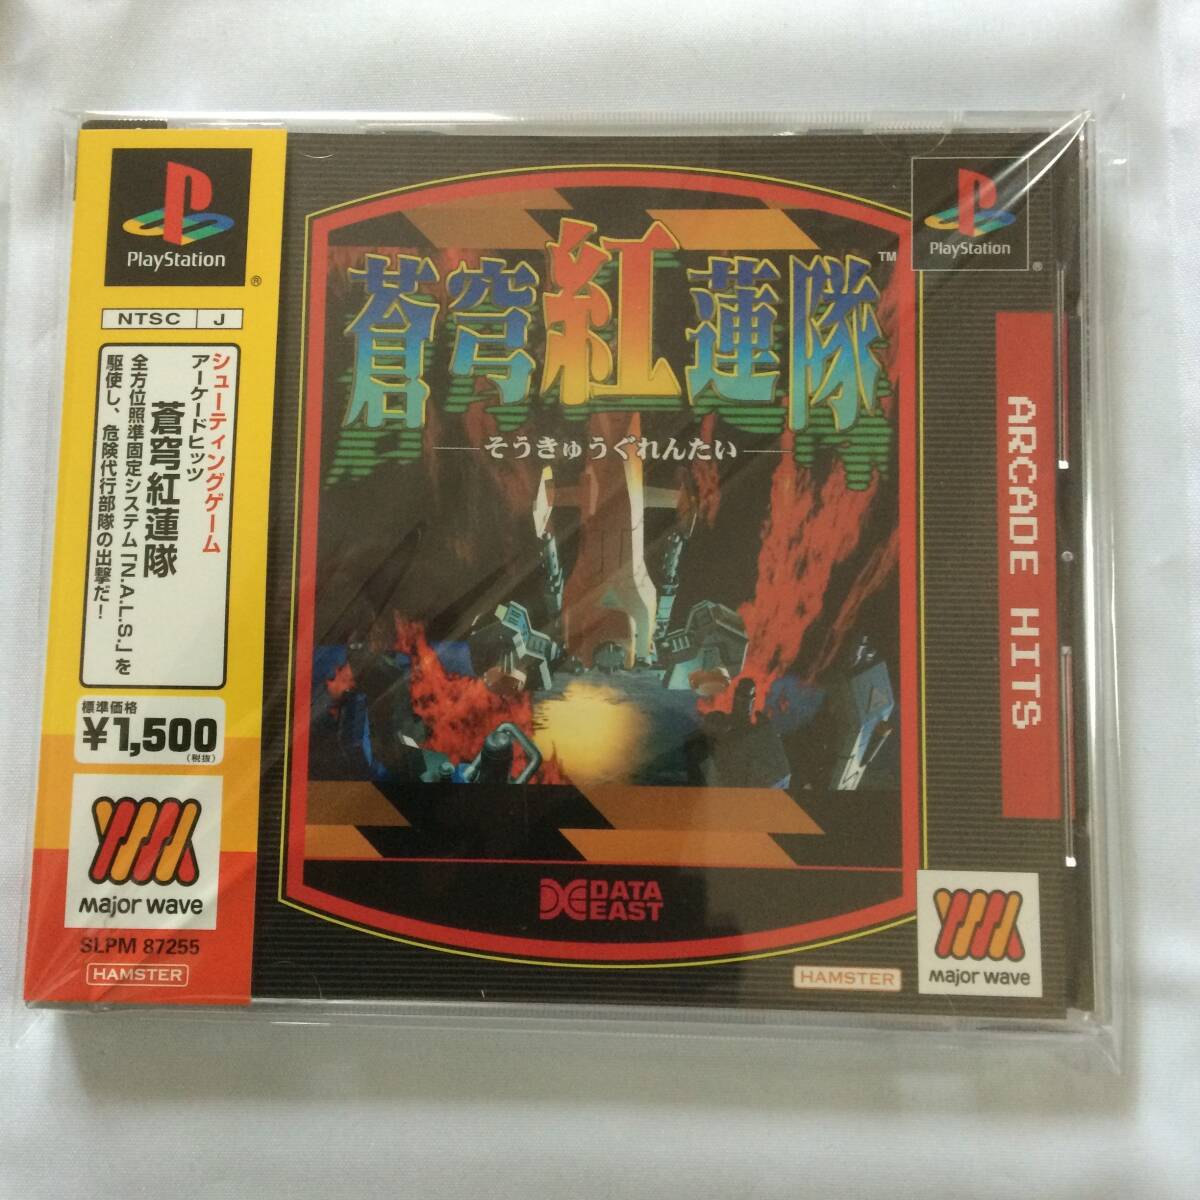 PlayStation
®
NTSC J
シューティングゲーム
アーケードヒッツ
蒼穹紅蓮隊
全方位照準固定システム「N.A.L.S.」を
駆使し、危険代行部隊の出撃だ！
標準価格
¥1,500
(税抜)
major wave
SLPM 87255
HAMSTER
蒼穹紅蓮隊
TM
そうきゅうぐれんたい
DATA
EAST
PlayStation
®
ARCADE HITS
HAMSTER
major wave